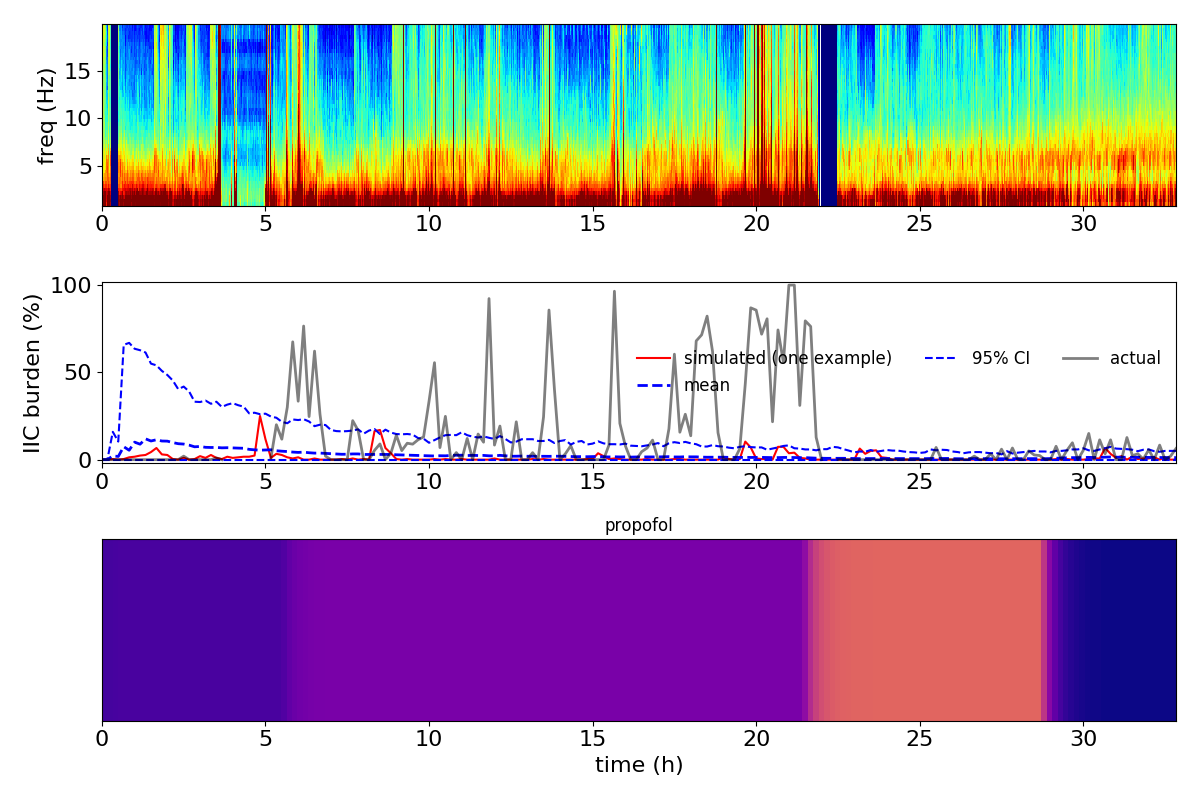 freq (Hz)
15
10
5
0 5 10 15 20 25 30
IIC burden (%)
100
50
0
simulated (one example) 95% CI actual
mean
0 5 10 15 20 25 30
propofol
0 5 10 15 20 25 30
time (h)